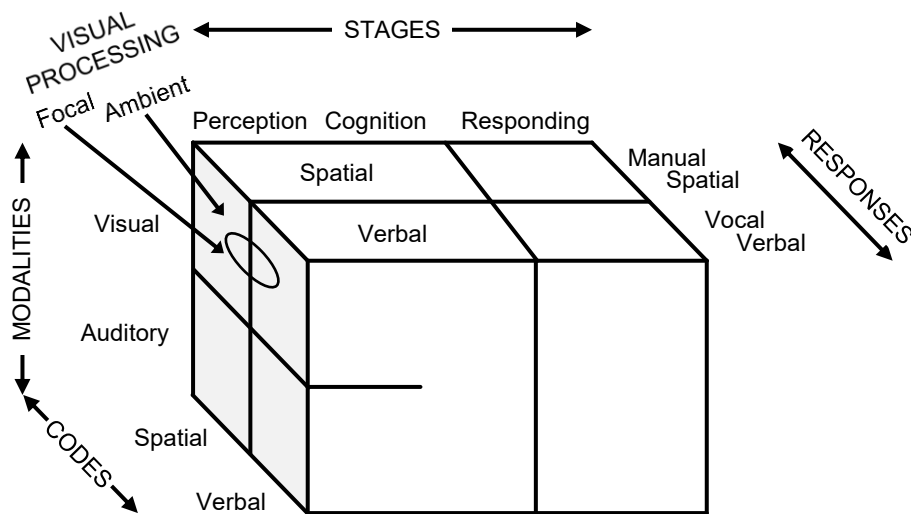 VISUAL
PROCESSING
STAGES
Focal
Ambient
Perception Cognition Responding
Spatial
Manual
Spatial
RESPONSES
Visual
Verbal
Vocal
Verbal
MODALITIES
Auditory
Spatial
CODES
Verbal